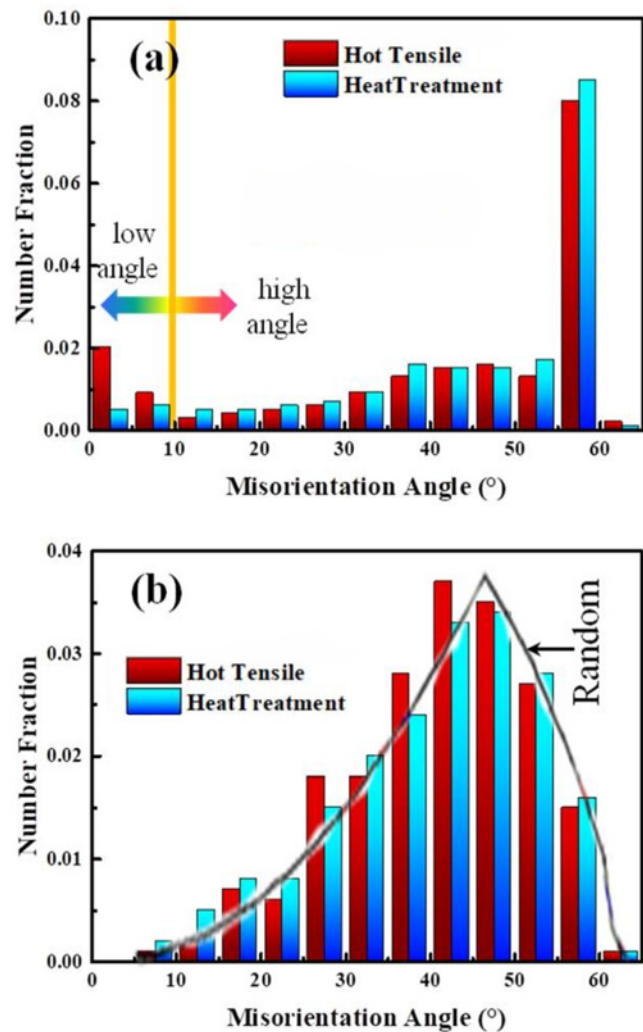 0.10
(a)
Hot Tensile
HeatTreatment
0.08
0.06
0.04
0.02
0.00
Number Fraction
low
angle
high
angle
0 10 20 30 40 50 60
Misorientation Angle (°)
0.04
(b)
Random
Hot Tensile
HeatTreatment
0.03
0.02
0.01
0.00
Number Fraction
0 10 20 30 40 50 60
Misorientation Angle (°)